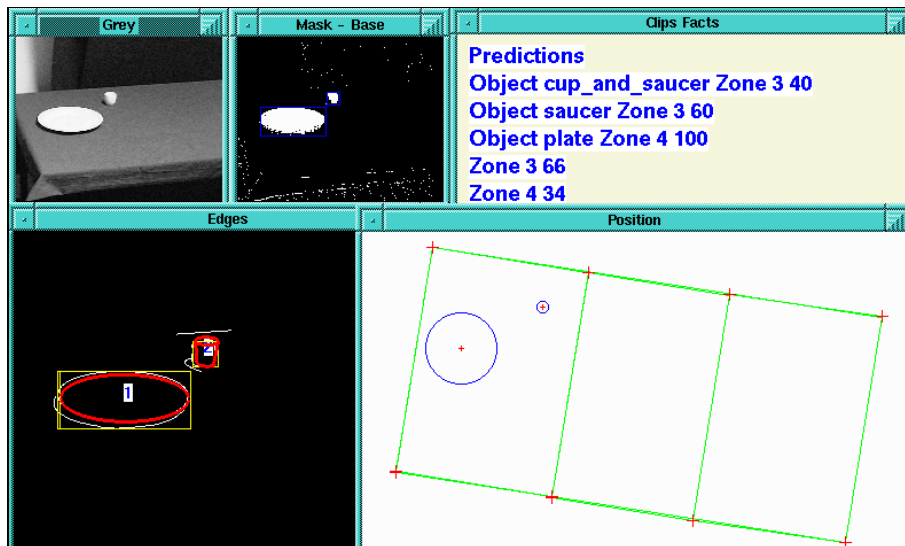 Grey
Mask - Base
Clips Facts
Predictions
Object cup_and_saucer Zone 3 40
Object saucer Zone 3 60
Object plate Zone 4 100
Zone 3 66
Zone 4 34
Edges
Position
2
1